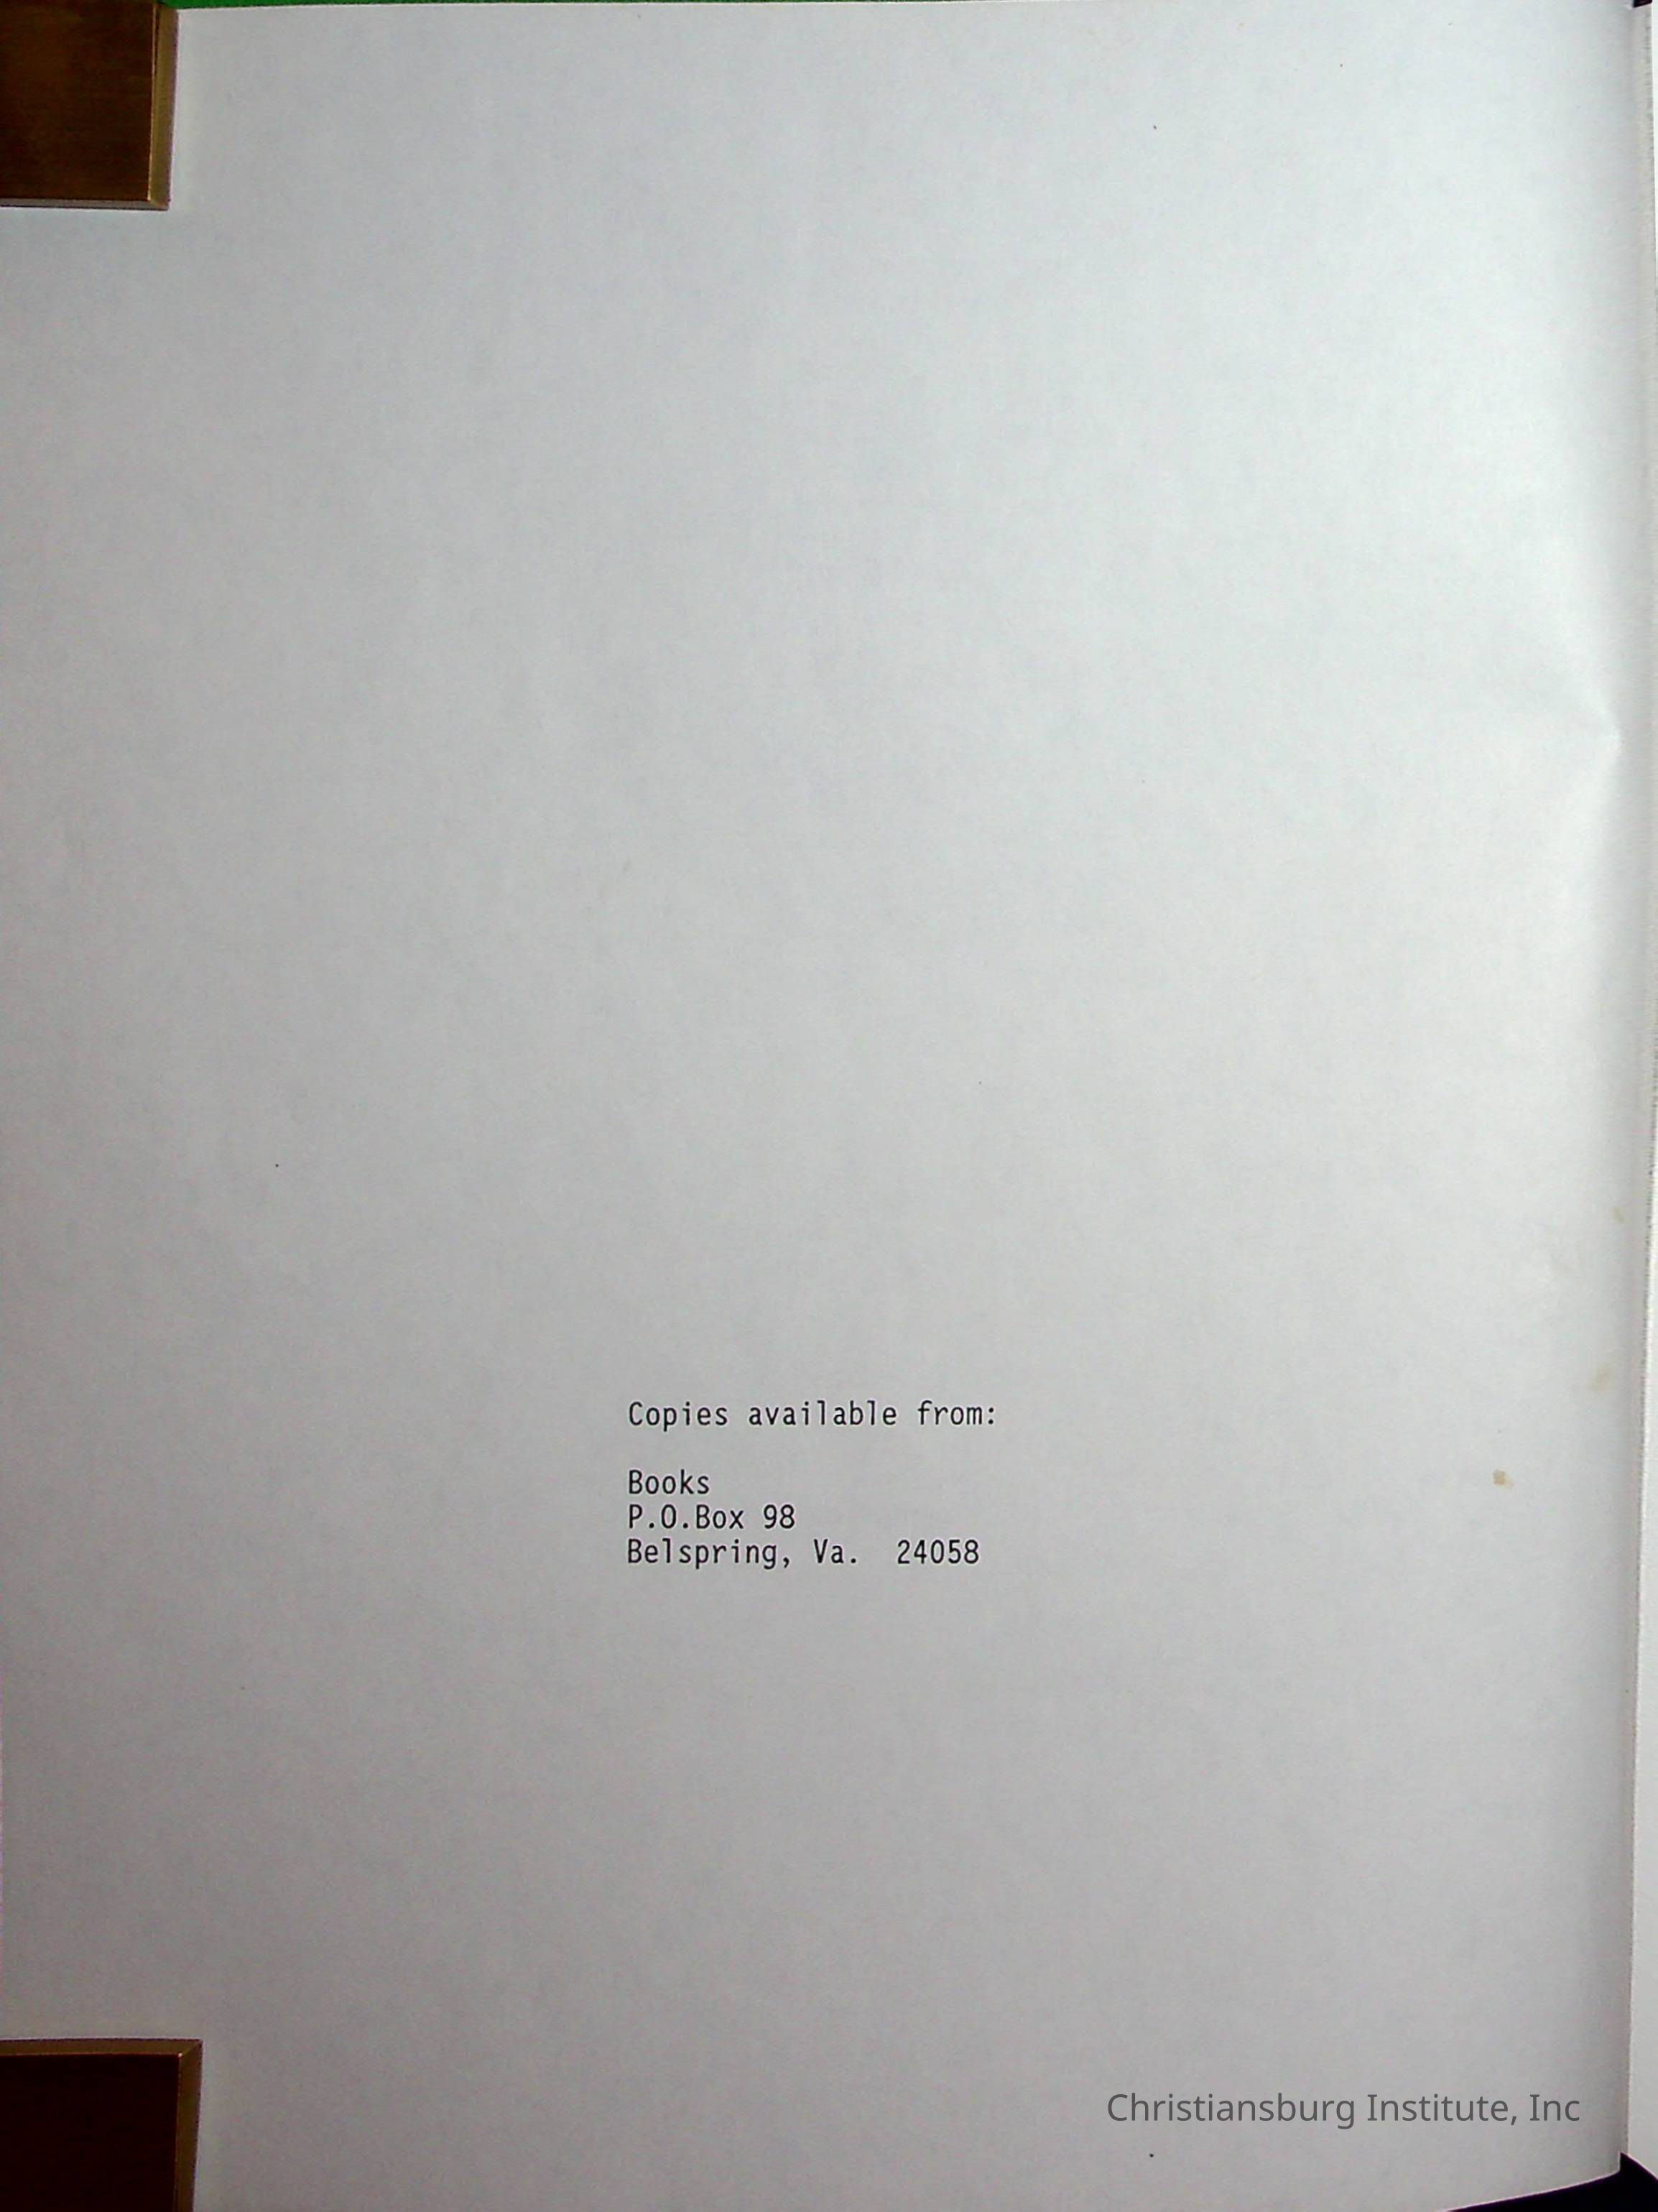 Copies available from:
Books
P.O.Box 98
Belspring, Va.  24058
Christiansburg Institute, Inc